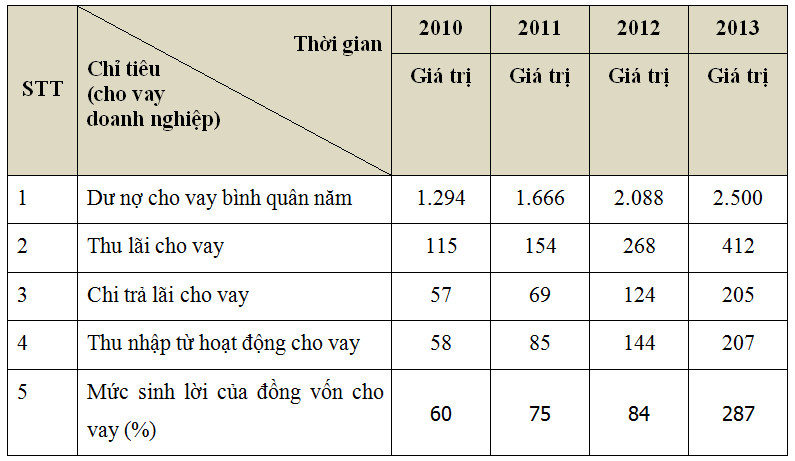 STT
Thời gian
Chỉ tiêu
(cho vay
doanh nghiệp)
2010 2011 2012 2013
Giá trị Giá trị Giá trị Giá trị
1 Dư nợ cho vay bình quân năm 1.294 1.666 2.088 2.500
2 Thu lãi cho vay 115 154 268 412
3 Chi trả lãi cho vay 57 69 124 205
4 Thu nhập từ hoạt động cho vay 58 85 144 207
5 Mức sinh lời của đồng vốn cho
vay (%) 60 75 84 287